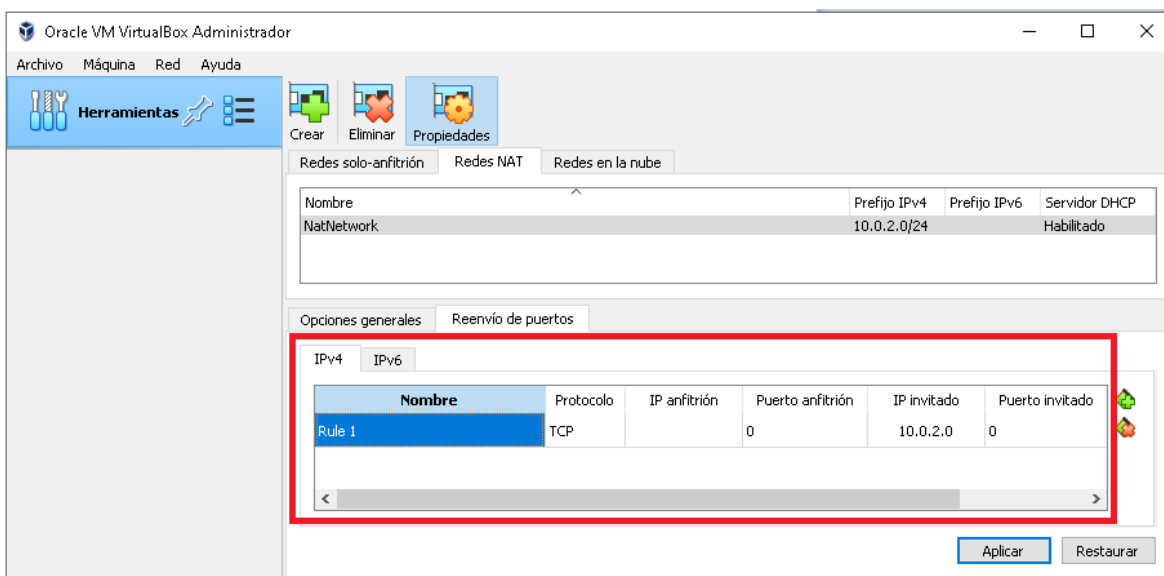 Oracle VM VirtualBox Administrador
Archivo Máquina Red Ayuda
Herramientas
Crear Eliminar Propiedades
Redes solo-anfitrión Redes NAT Redes en la nube
Nombre Prefijo IPv4 Prefijo IPv6 Servidor DHCP
NatNetwork 10.0.2.0/24 Habilitado
Opciones generales Reenvío de puertos
IPv4 IPv6
Nombre Protocolo IP anfitrión Puerto anfitrión IP invitado Puerto invitado
Rule 1 TCP 0 10.0.2.0 0
Aplicar Restaurar